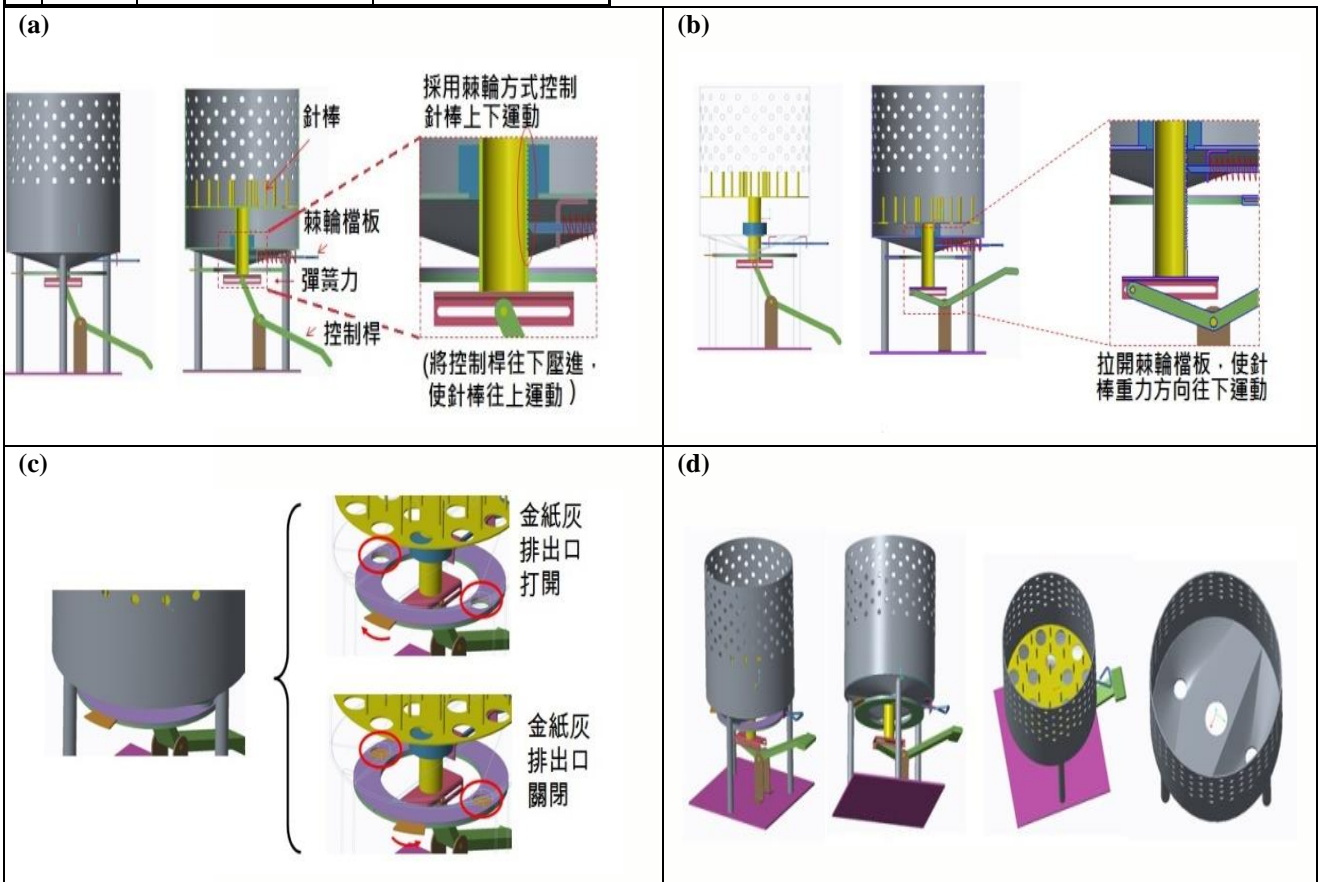 (a)
採用棘輪方式控制
針棒上下運動
針棒
棘輪檔板
彈簧力
控制桿
(將控制桿往下壓進，
使針棒往上運動）
(b)
拉開棘輪檔板，使針
棒重力方向往下運動
(c)
金紙灰
排出口
打開
金紙灰
排出口
關閉
(d)